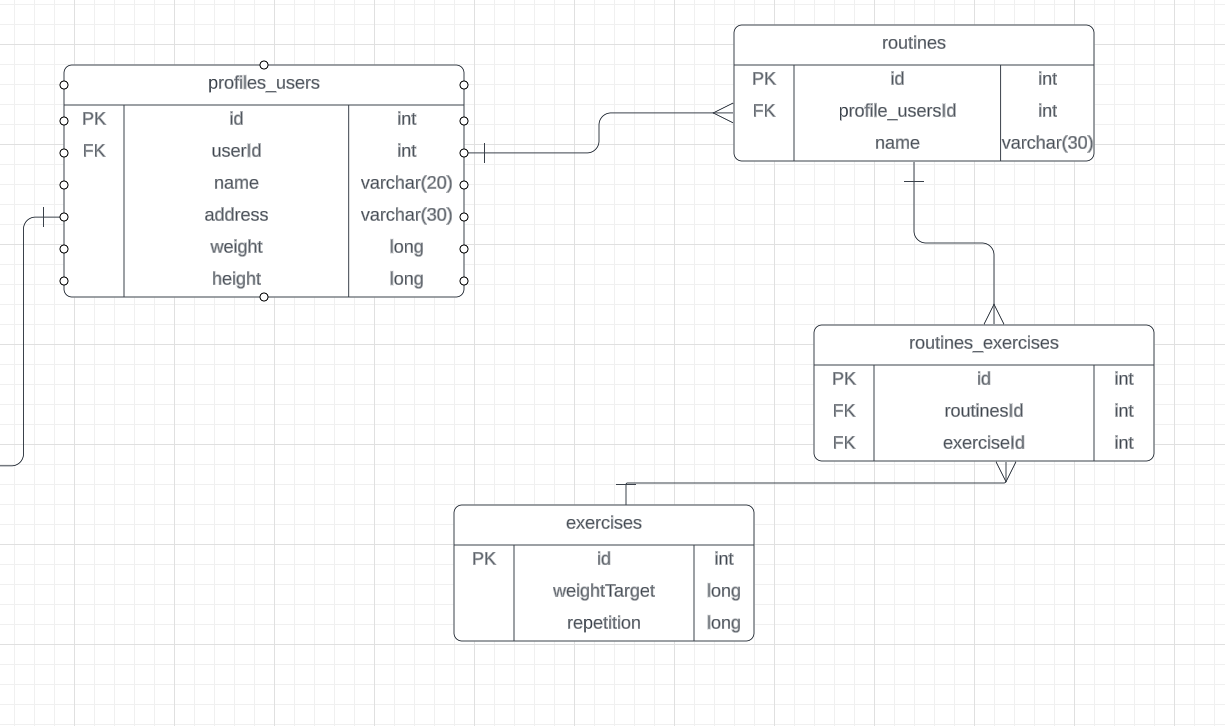 profiles_users
PK id int
FK userId int
name varchar(20)
address varchar(30)
weight long
height long
routines
PK id int
FK profile_usersId int
name varchar(30)
routines_exercises
PK id int
FK routinesId int
FK exerciseId int
exercises
PK id int
weightTarget long
repetition long